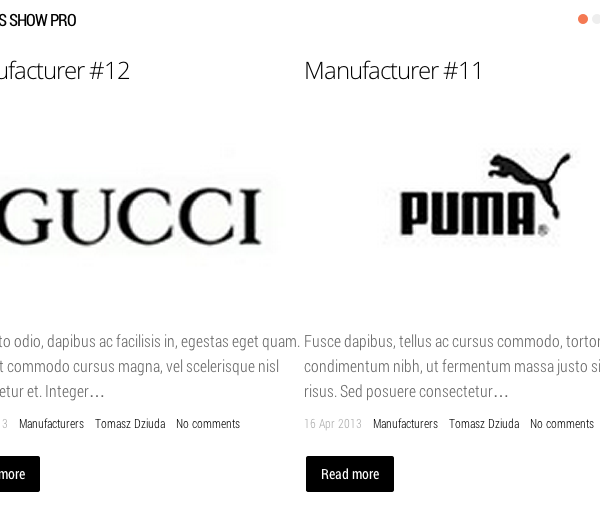 S SHOW PRO
ufacturer #12
GUCCI
to odio, dapibus ac facilisis in, egestas eget quam.
t commodo cursus magna, vel scelerisque nisl
etur et. Integer…
3 Manufacturers Tomasz Dziuda No comments
more
Manufacturer #11
PUMA®
Fusce dapibus, tellus ac cursus commodo, tortor
condimentum nibh, ut fermentum massa justo si
risus. Sed posuere consectetur…
16 Apr 2013 Manufacturers Tomasz Dziuda No comments
Read more